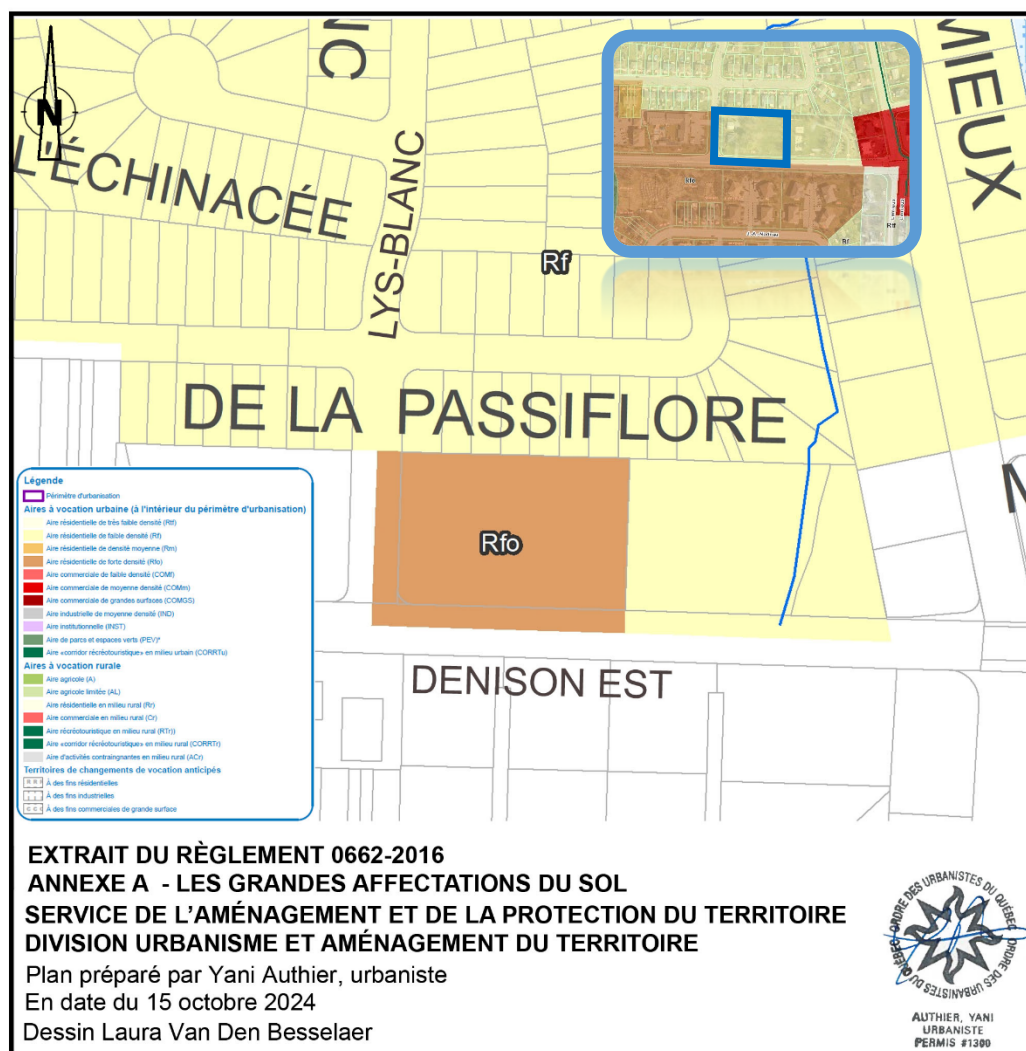 N
L'ÉCHINACÉE
LYS-BLANC
NC
MIEUX
Rf
DE LA PASSIFLORE
Rfo
DENISON EST
Rfo
Rf
Rtf
Légende
Périmètre d'urbanisation
Aires à vocation urbaine (à l'intérieur du périmètre d'urbanisation)
Aire résidentielle de très faible densité (Rtf)
Aire résidentielle de faible densité (Rf)
Aire résidentielle de densité moyenne (Rm)
Aire résidentielle de forte densité (Rfo)
Aire commerciale de faible densité (COMf)
Aire commerciale de moyenne densité (COMm)
Aire commerciale de grandes surfaces (COMGS)
Aire industrielle de moyenne densité (IND)
Aire institutionnelle (INST)
Aire de parcs et espaces verts (PEV)*
Aire «corridor récréotouristique» en milieu urbain (CORRTu)
Aires à vocation rurale
Aire agricole (A)
Aire agricole limitée (AL)
Aire résidentielle en milieu rural (Rr)
Aire commerciale en milieu rural (Cr)
Aire récréotouristique en milieu rural (RTr))
Aire «corridor récréotouristique» en milieu rural (CORRTr)
Aire d'activités contraingnantes en milieu rural (ACr)
Territoires de changements de vocation anticipés
À des fins résidentielles
À des fins industrielles
À des fins commerciales de grande surface
EXTRAIT DU RÈGLEMENT 0662-2016
ANNEXE A - LES GRANDES AFFECTATIONS DU SOL
SERVICE DE L'AMÉNAGEMENT ET DE LA PROTECTION DU TERRITOIRE
DIVISION URBANISME ET AMÉNAGEMENT DU TERRITOIRE
Plan préparé par Yani Authier, urbaniste
En date du 15 octobre 2024
Dessin Laura Van Den Besselaer
ORDRE DES URBANISTES DU QUÉBEC
ORDRE DES URBANISTES DU QUÉBEC
AUTHIER, YANI
URBANISTE
PERMIS #1300